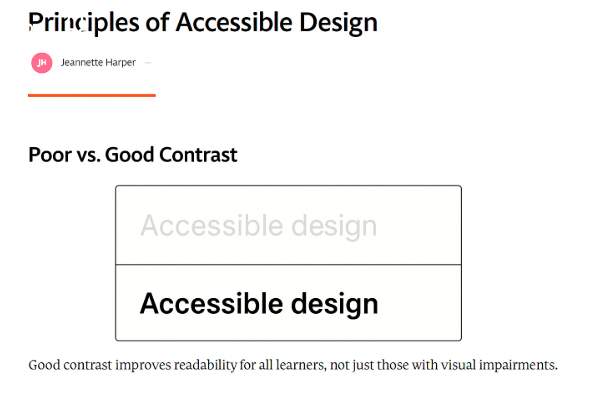 Principles of Accessible Design
JH Jeannette Harper
Poor vs. Good Contrast
Accessible design
Accessible design
Good contrast improves readability for all learners, not just those with visual impairments.